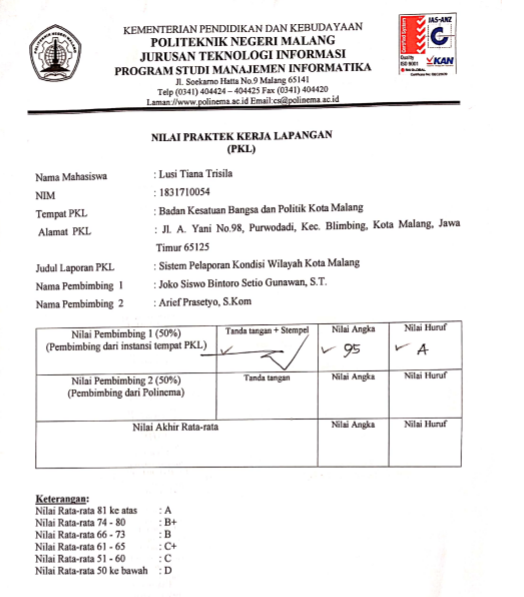 KEMENTERIAN PENDIDIKAN DAN KEBUDAYAAN
POLITEKNIK NEGERI MALANG
JURUSAN TEKNOLOGI INFORMASI
PROGRAM STUDI MANAJEMEN INFORMATIKA
Jl. Soekarno Hatta No.9 Malang 65141
Telp (0341) 404424 – 404425 Fax (0341) 404420
Laman://www.polinema.ac.id Email:cs@polinema.ac.id
JAS-ANZ
Quality
ISO 9001
KAN
NILAI PRAKTEK KERJA LAPANGAN
(PKL)
Nama Mahasiswa : Lusi Tiana Trisila
NIM : 1831710054
Tempat PKL : Badan Kesatuan Bangsa dan Politik Kota Malang
Alamat PKL : Jl. A. Yani No.98, Purwodadi, Kec. Blimbing, Kota Malang, Jawa
Timur 65125
Judul Laporan PKL : Sistem Pelaporan Kondisi Wilayah Kota Malang
Nama Pembimbing 1 : Joko Siswo Bintoro Setio Gunawan, S.T.
Nama Pembimbing 2 : Arief Prasetyo, S.Kom
Nilai Pembimbing 1 (50%) Tanda tangan + Stempel Nilai Angka Nilai Huruf
(Pembimbing dari instansi tempat PKL) 95 A
Nilai Pembimbing 2 (50%) Tanda tangan Nilai Angka Nilai Huruf
(Pembimbing dari Polinema)
Nilai Akhir Rata-rata Nilai Angka Nilai Huruf
Keterangan:
Nilai Rata-rata 81 ke atas : A
Nilai Rata-rata 74 - 80 : B+
Nilai Rata-rata 66 - 73 : B
Nilai Rata-rata 61 - 65 : C+
Nilai Rata-rata 51 - 60 : C
Nilai Rata-rata 50 ke bawah : D